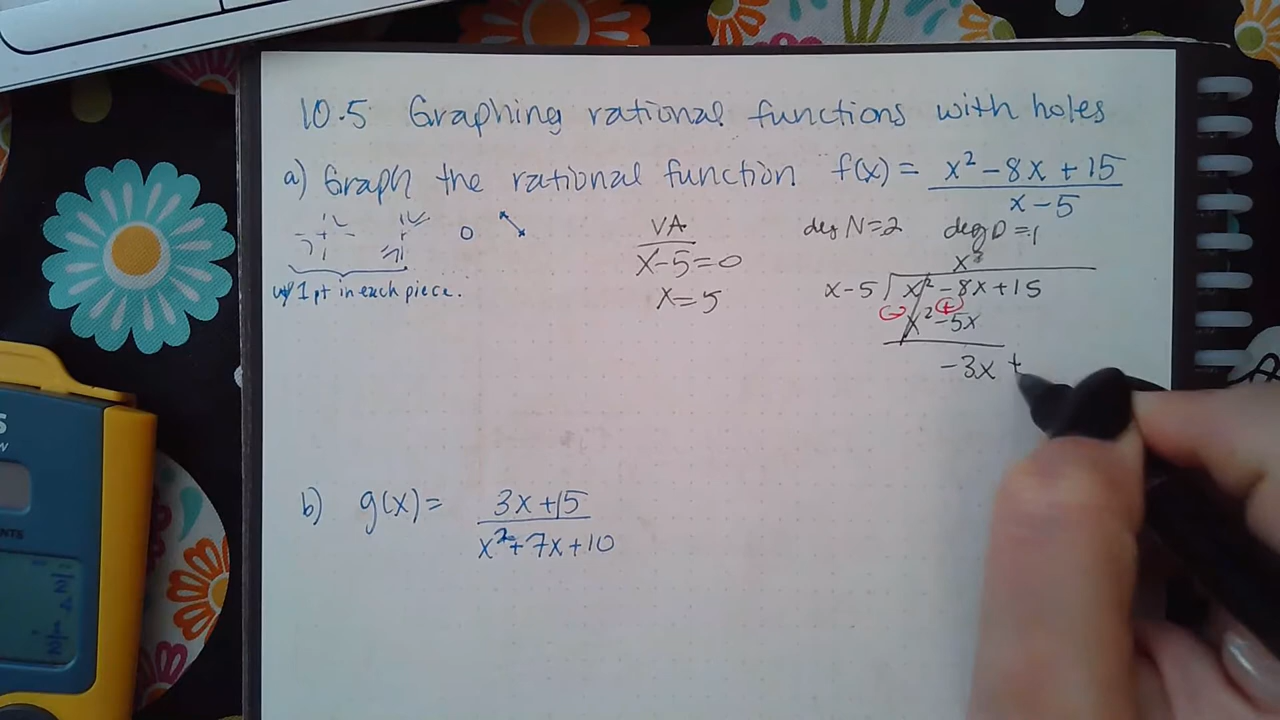 10.5 Graphing rational functions with holes
a) Graph the rational function f(x) = x² - 8x + 15 / x - 5
w/ 1 pt in each piece.
VA
x - 5 = 0
x = 5
deg N = 2 deg D = 1
x
x - 5 ) x² - 8x + 15
(-) (+)
x² - 5x
- 3x +
b) g(x) = 3x + 15 / x² + 7x + 10